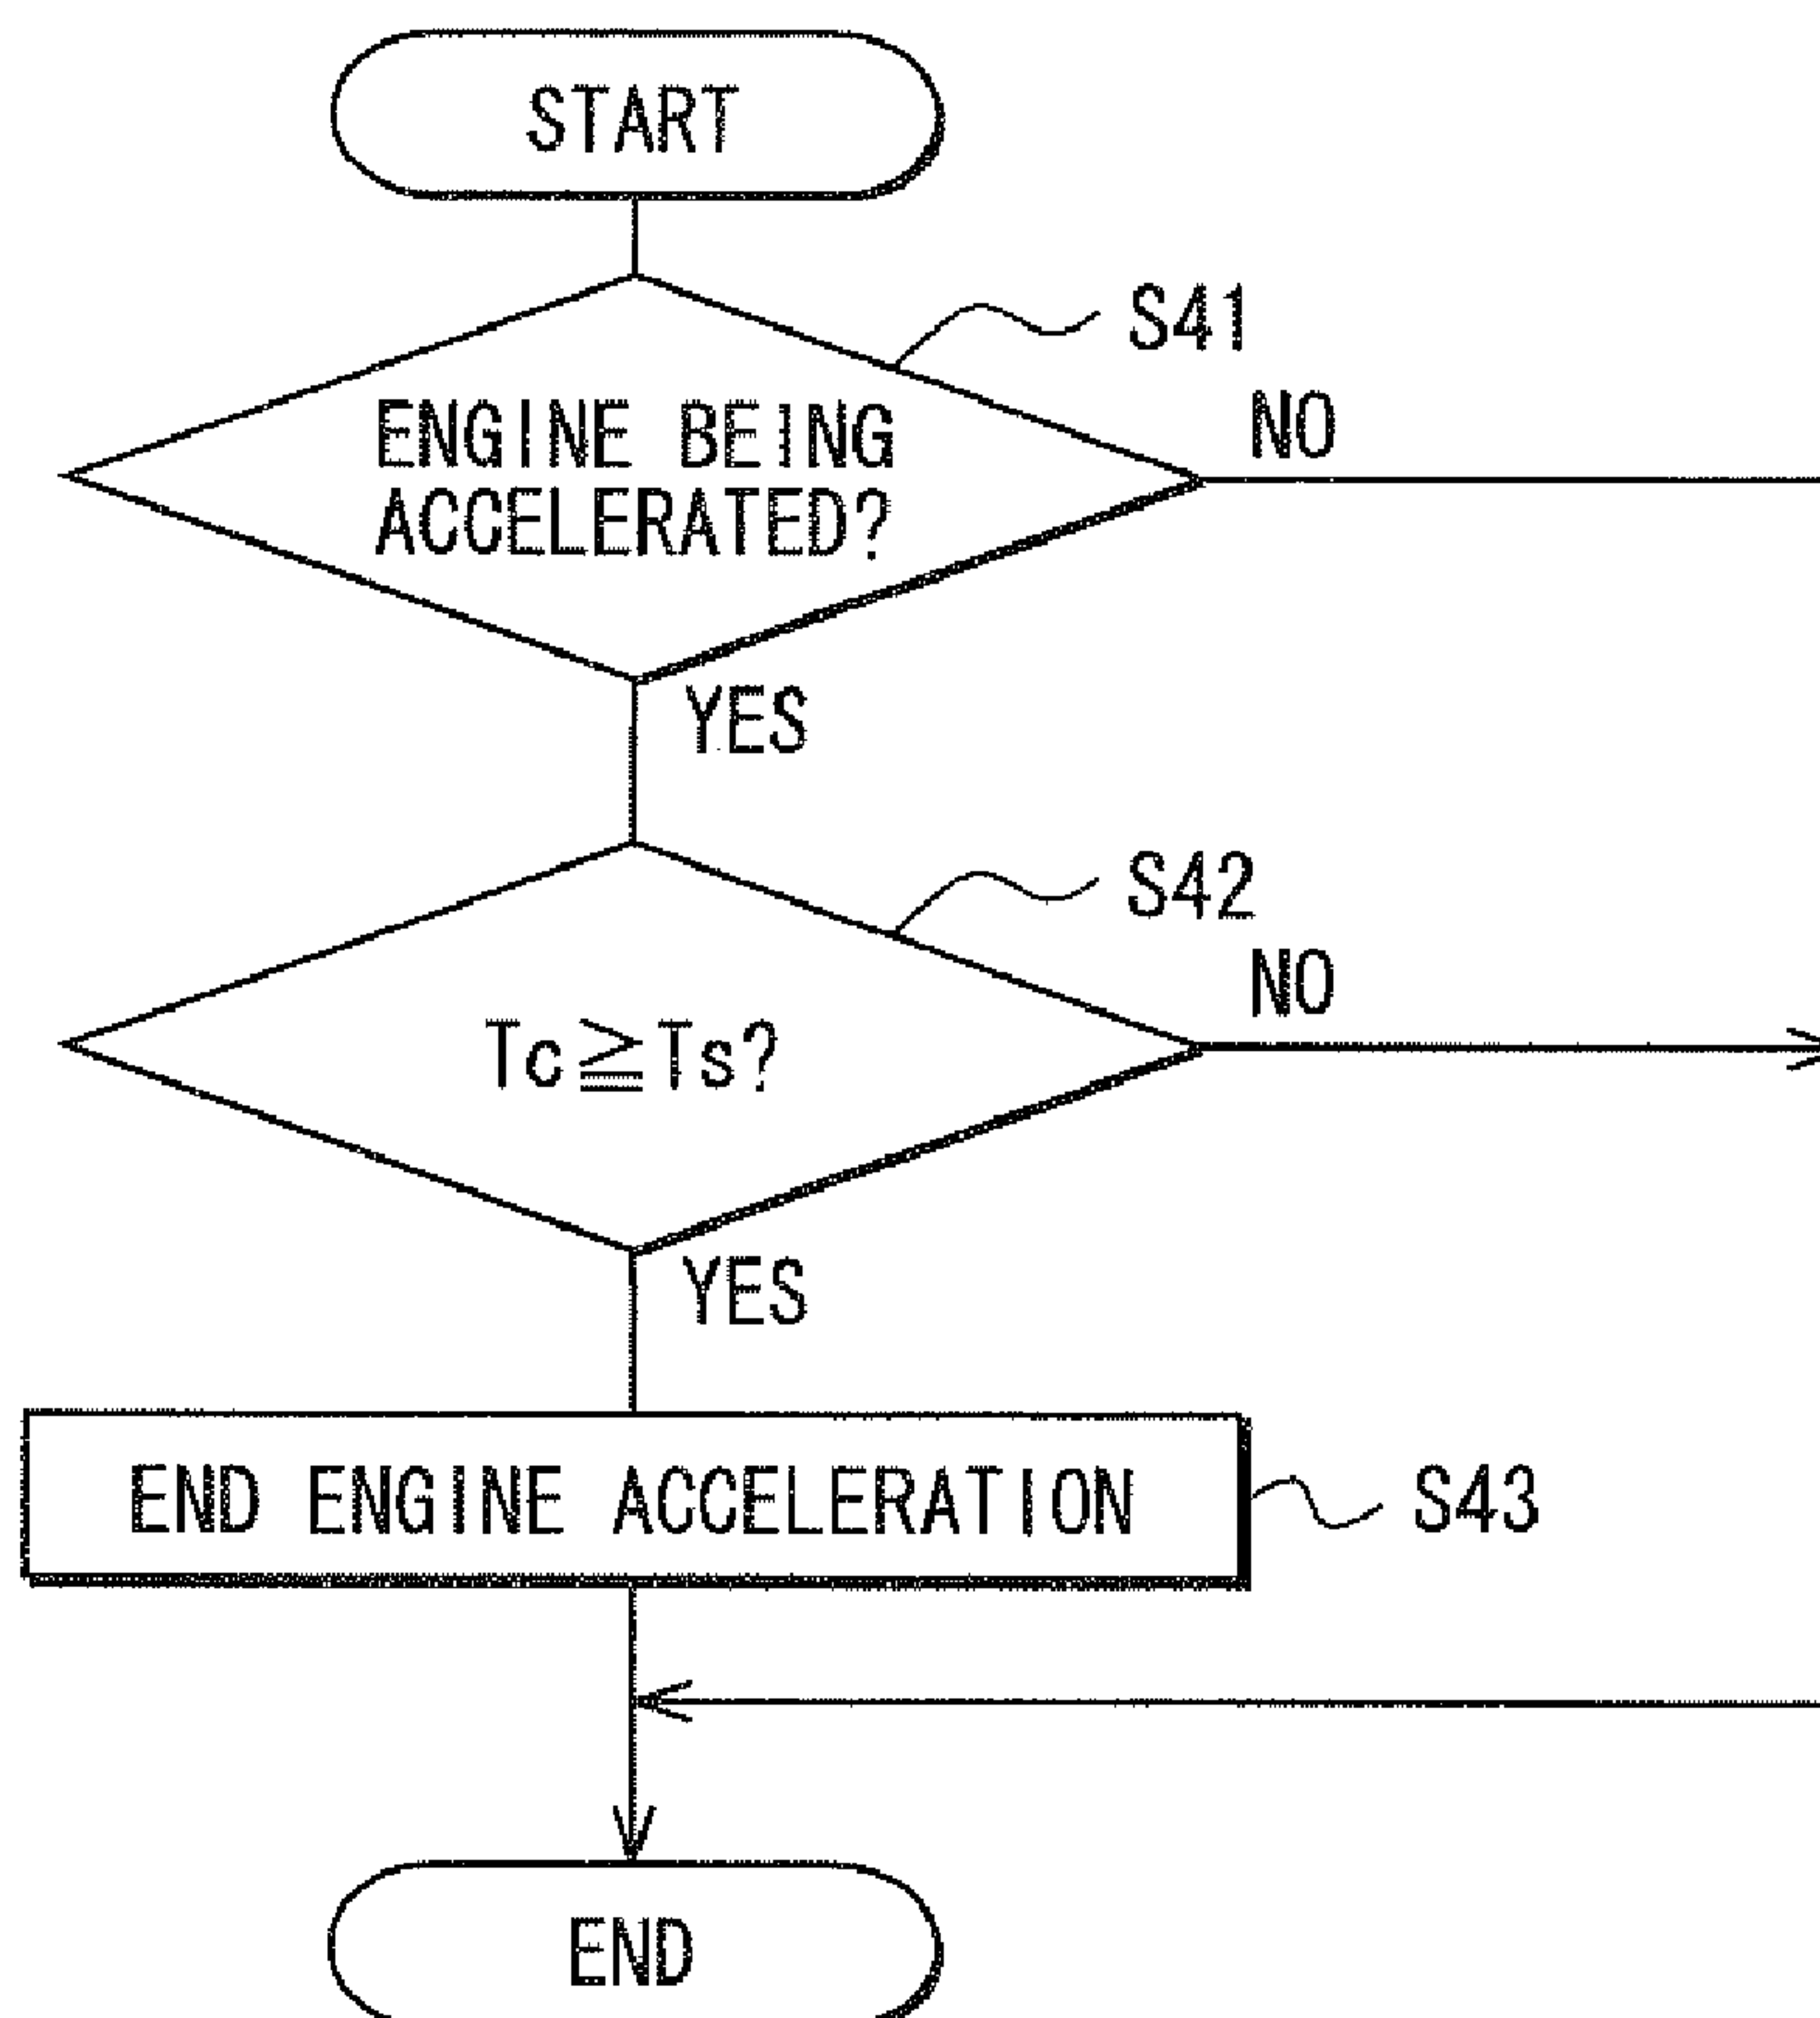 START
S41
ENGINE BEING
ACCELERATED?
NO
YES
S42
NO
Tc≧Ts?
YES
END ENGINE ACCELERATION
S43
END